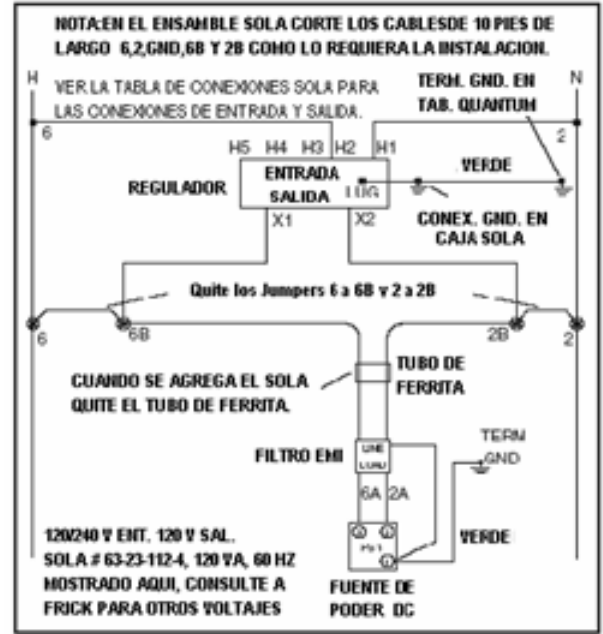 NOTA:EN EL ENSAMBLE SOLA CORTE LOS CABLESDE 10 PIES DE
LARGO 6,2,GND,6B Y 2B COMO LO REQUIERA LA INSTALACION.
H
N
VER LA TABLA DE CONEXIONES SOLA PARA
LAS CONEXIONES DE ENTRADA Y SALIDA.
TERM. GND. EN
TAB. QUANTUM
6
2
H5 H4 H3 H2 H1
VERDE
REGULADOR
ENTRADA
SALIDA LUG
X1 X2
CONEX. GND. EN
CAJA SOLA
Quite los Jumpers 6 a 6B y 2 a 2B
6 6B 2B 2
TUBO DE
FERRITA
CUANDO SE AGREGA EL SOLA
QUITE EL TUBO DE FERRITA.
FILTRO EMI
LINE
LOAD
TERM
GND
6A 2A
VERDE
120/240 V ENT. 120 V SAL.
SOLA # 63-23-112-4, 120 VA, 60 HZ
MOSTRADO AQUI, CONSULTE A
FRICK PARA OTROS VOLTAJES
FUENTE DE
PODER DC